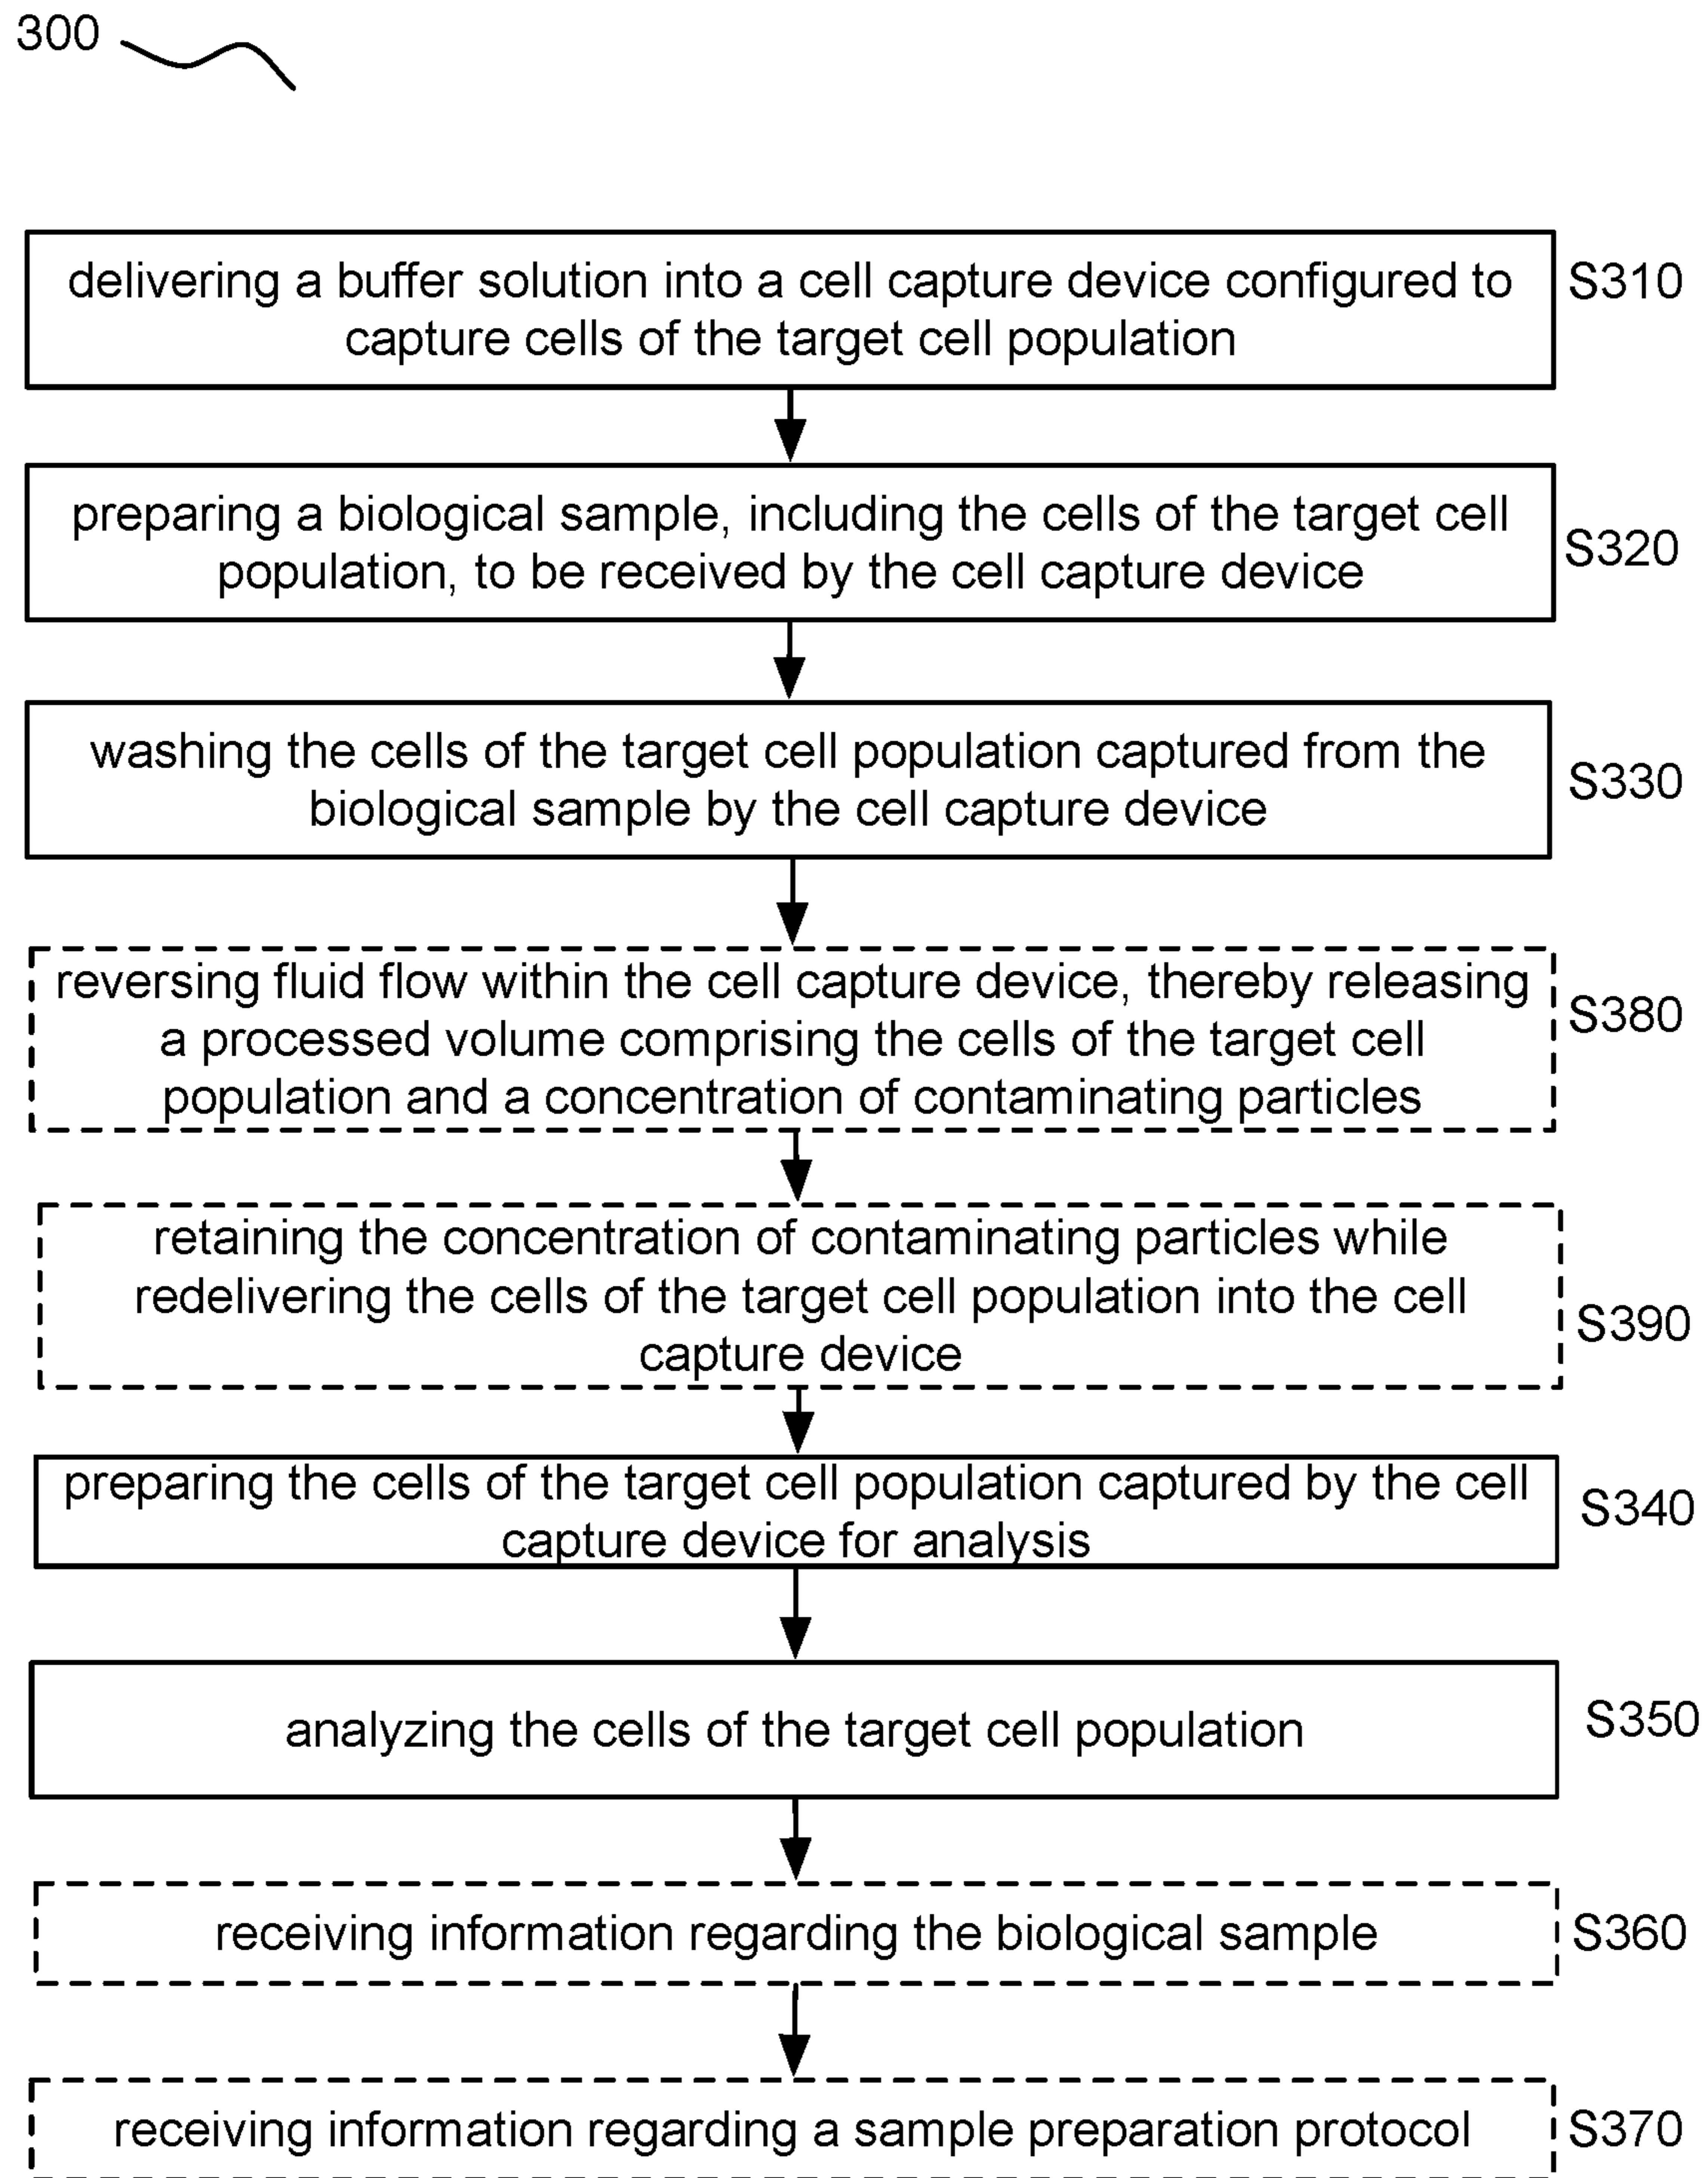 300
delivering a buffer solution into a cell capture device configured to
capture cells of the target cell population
S310
preparing a biological sample, including the cells of the target cell
population, to be received by the cell capture device
S320
washing the cells of the target cell population captured from the
biological sample by the cell capture device
S330
reversing fluid flow within the cell capture device, thereby releasing
a processed volume comprising the cells of the target cell
population and a concentration of contaminating particles
S380
retaining the concentration of contaminating particles while
redelivering the cells of the target cell population into the cell
capture device
S390
preparing the cells of the target cell population captured by the cell
capture device for analysis
S340
analyzing the cells of the target cell population
S350
receiving information regarding the biological sample
S360
receiving information regarding a sample preparation protocol
S370